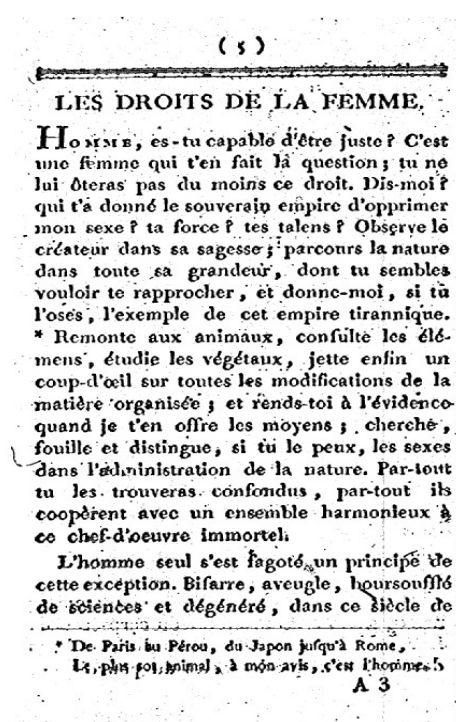 ( 5 )
LES DROITS DE LA FEMME.
HOMME, es-tu capable d'être juste ? C'est
une femme qui t'en fait la question ; tu ne
lui ôteras pas du moins ce droit. Dis-moi ?
qui t'a donné le souverain empire d'opprimer
mon sexe ? ta force ? tes talens ? Observe le
créateur dans sa sagesse ; parcours la nature
dans toute sa grandeur, dont tu sembles
vouloir te rapprocher, et donne-moi, si tu
l'oses, l'exemple de cet empire tirannique.
* Remonte aux animaux, consulte les élé-
mens, étudie les végétaux, jette enfin un
coup-d'œil sur toutes les modifications de la
matière organisée ; et rends-toi à l'évidence
quand je t'en offre les moyens ; cherche,
fouille et distingue, si tu le peux, les sexes
dans l'administration de la nature. Par-tout
tu les trouveras confondus, par-tout ils
coopèrent avec un ensemble harmonieux à
ce chef-d'oeuvre immortel.
L'homme seul s'est fagoté un principe de
cette exception. Bisarre, aveugle, boursoufflé
de sciences et dégénéré, dans ce siècle de
* De Paris au Pérou, du Japon jusqu'à Rome,
Le plus sot animal, à mon avis, c'est l'homme.
A 3